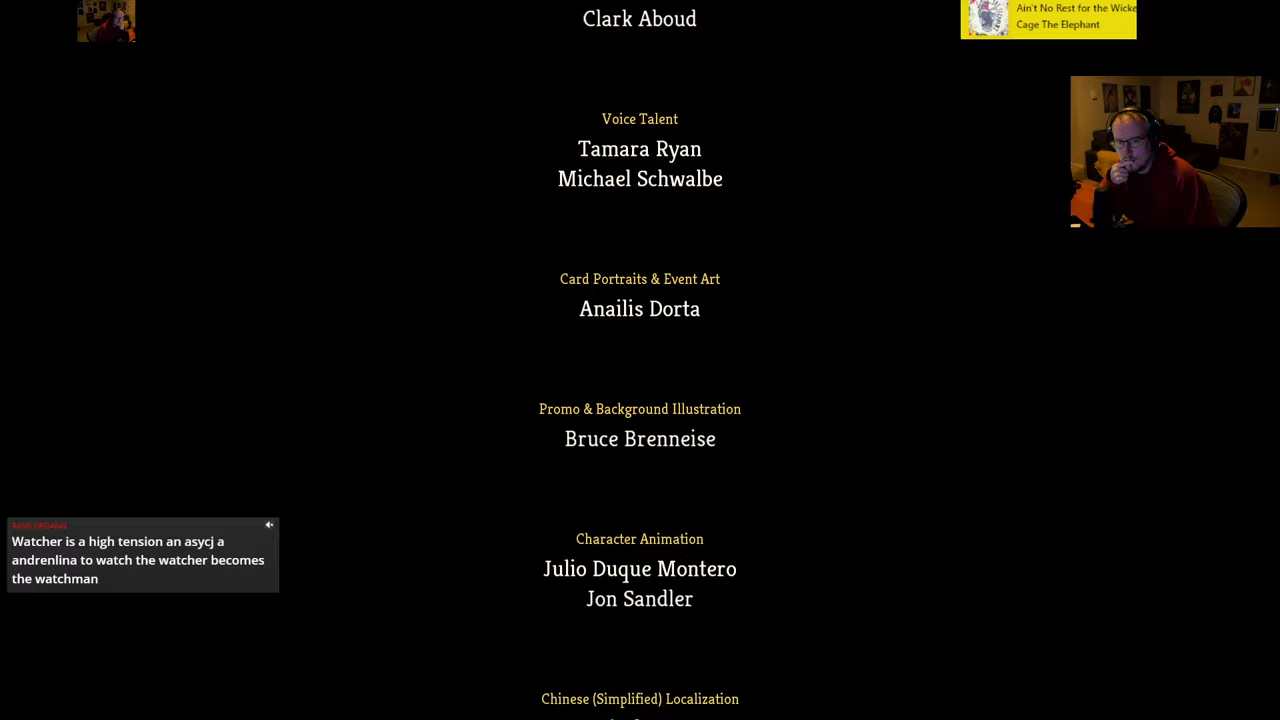 Clark Aboud
Ain't No Rest for the Wicke
Cage The Elephant
Voice Talent
Tamara Ryan
Michael Schwalbe
Card Portraits & Event Art
Anailis Dorta
Promo & Background Illustration
Bruce Brenneise
Watcher is a high tension an asycj a
andrenlina to watch the watcher becomes
the watchman
Character Animation
Julio Duque Montero
Jon Sandler
Chinese (Simplified) Localization